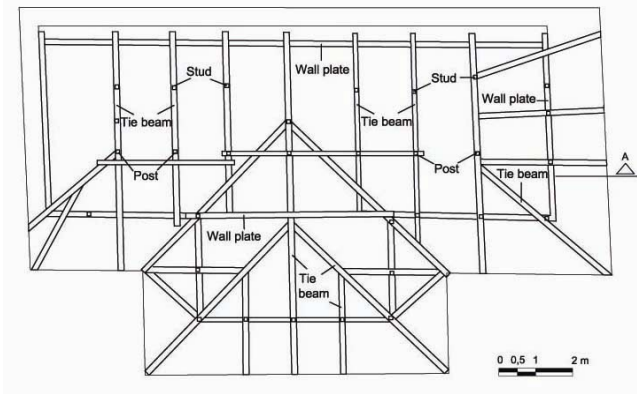 Stud
Wall plate
Stud
Wall plate
Tie beam
Tie beam
Post
Post
Tie beam
A
Wall plate
Tie
beam
0 0,5 1 2 m